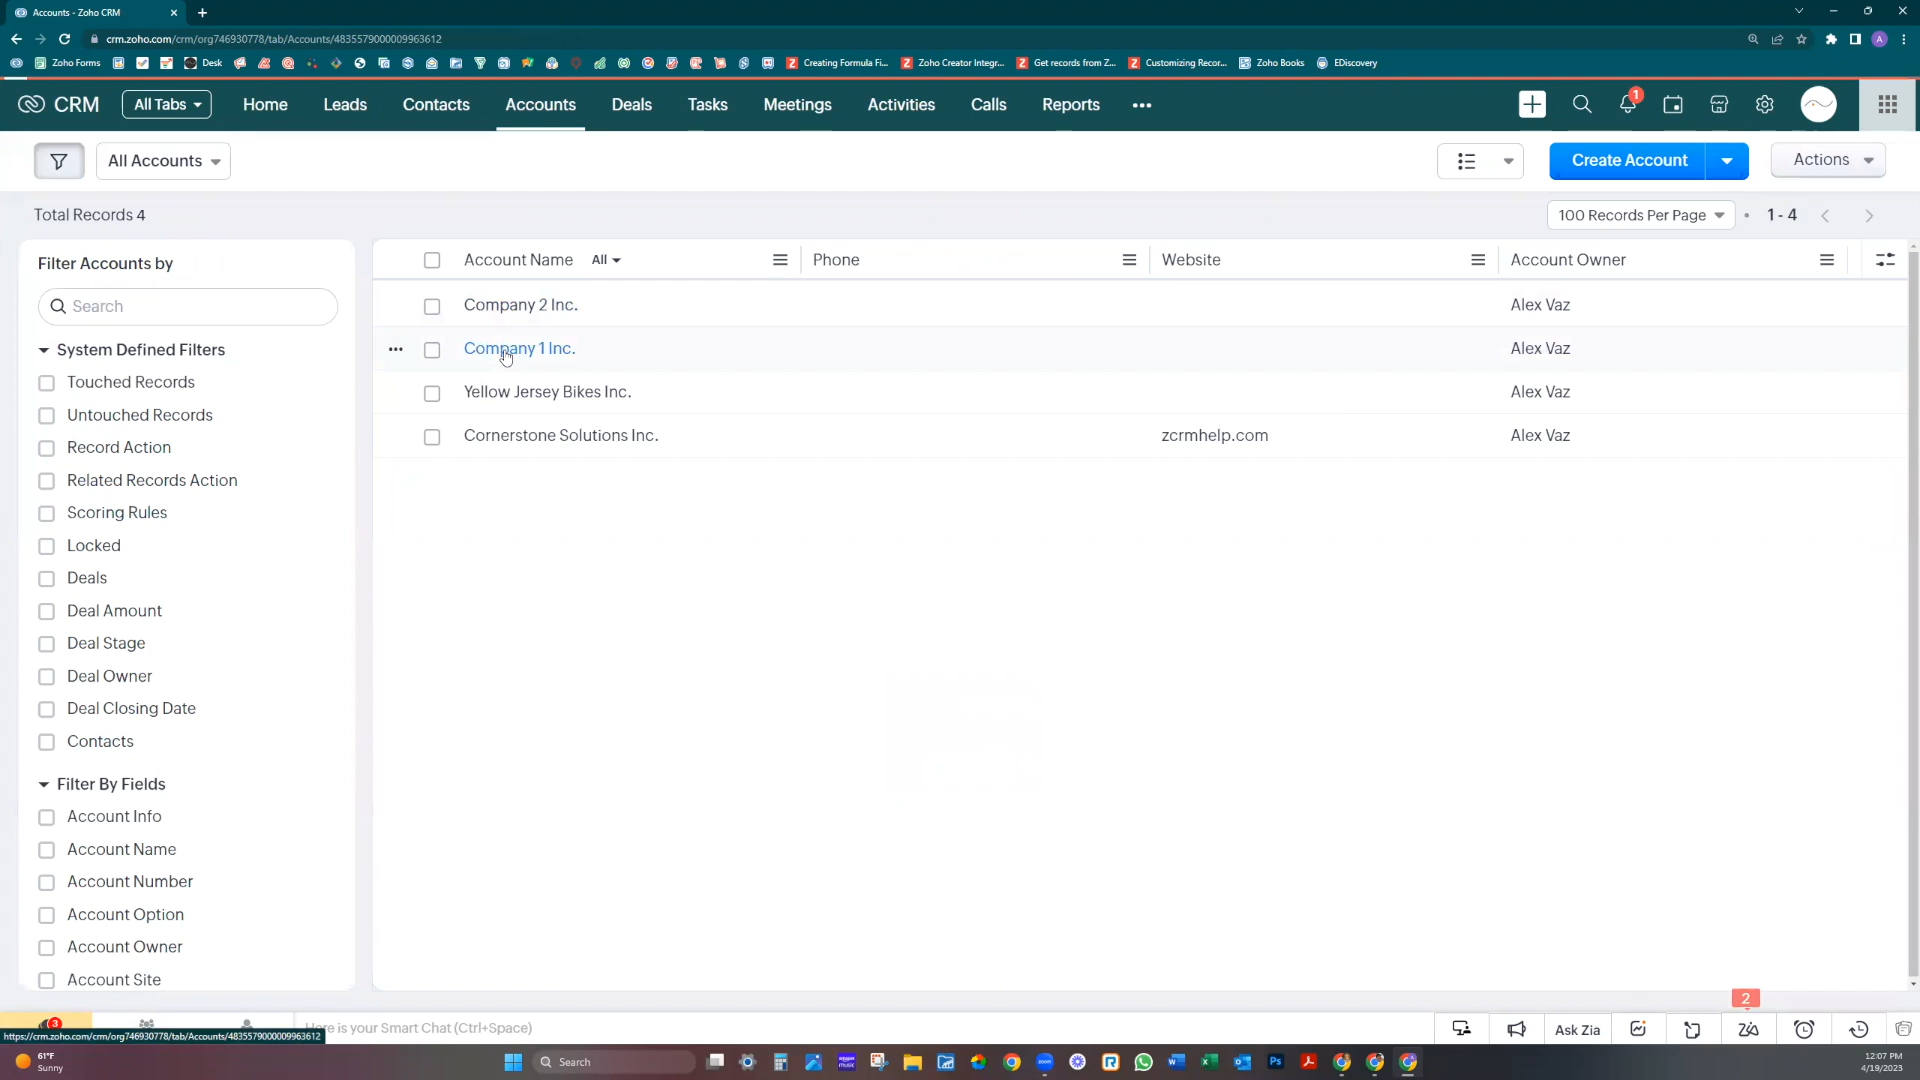 Accounts - Zoho CRM
crm.zoho.com/crm/org746930778/tab/Accounts/4835579000009963612
A
Zoho Forms
Desk
Creating Formula Fi...
Zoho Creator Integr...
Get records from Z...
Customizing Recor...
Zoho Books
EDiscovery
CRM
All Tabs
Home
Leads
Contacts
Accounts
Deals
Tasks
Meetings
Activities
Calls
Reports
1
All Accounts
Create Account
Actions
Total Records 4
100 Records Per Page
1 - 4
Filter Accounts by
Search
System Defined Filters
Touched Records
Untouched Records
Record Action
Related Records Action
Scoring Rules
Locked
Deals
Deal Amount
Deal Stage
Deal Owner
Deal Closing Date
Contacts
Filter By Fields
Account Info
Account Name
Account Number
Account Option
Account Owner
Account Site
Account Name All Phone Website Account Owner
Company 2 Inc. Alex Vaz
Company 1 Inc. Alex Vaz
Yellow Jersey Bikes Inc. Alex Vaz
Cornerstone Solutions Inc. zcrmhelp.com Alex Vaz
2
3
Here is your Smart Chat (Ctrl+Space)
Ask Zia
https://crm.zoho.com/crm/org746930778/tab/Accounts/4835579000009963612
61°F
Sunny
Search
12:07 PM
4/19/2023